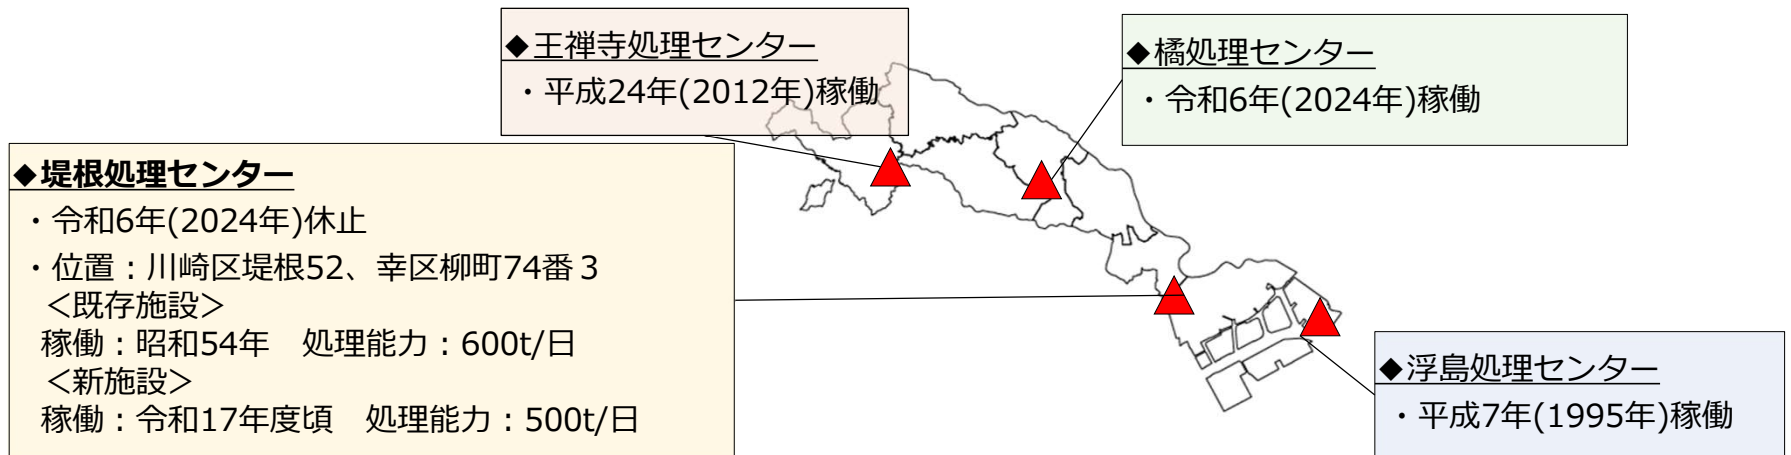 ◆王禅寺処理センター
・平成24年(2012年)稼働
◆橘処理センター
・令和6年(2024年)稼働
◆堤根処理センター
・令和6年(2024年)休止
・位置：川崎区堤根52、幸区柳町74番３
＜既存施設＞
稼働：昭和54年　処理能力：600t/日
＜新施設＞
稼働：令和17年度頃　処理能力：500t/日
◆浮島処理センター
・平成7年(1995年)稼働